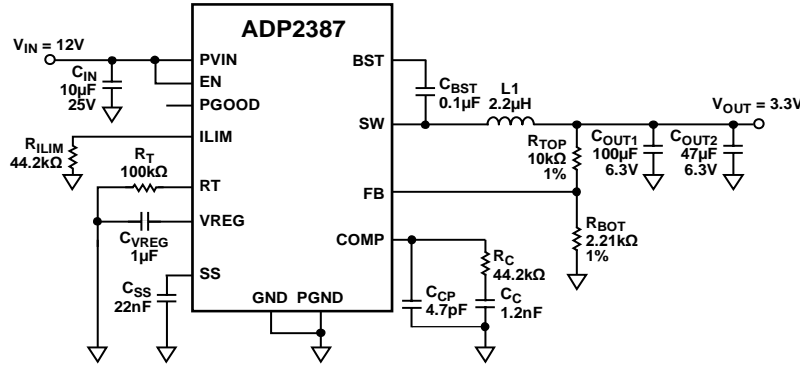 ADP2387
VIN = 12V
CIN
10µF
25V
PVIN
EN
PGOOD
RILIM
44.2kΩ
ILIM
RT
100kΩ
RT
VREG
CVREG
1µF
CSS
22nF
SS
GND PGND
BST
CBST
0.1µF
L1
2.2µH
SW
VOUT = 3.3V
RTOP
10kΩ
1%
COUT1
100µF
6.3V
COUT2
47µF
6.3V
FB
RBOT
2.21kΩ
1%
COMP
RC
44.2kΩ
CCP
4.7pF
CC
1.2nF